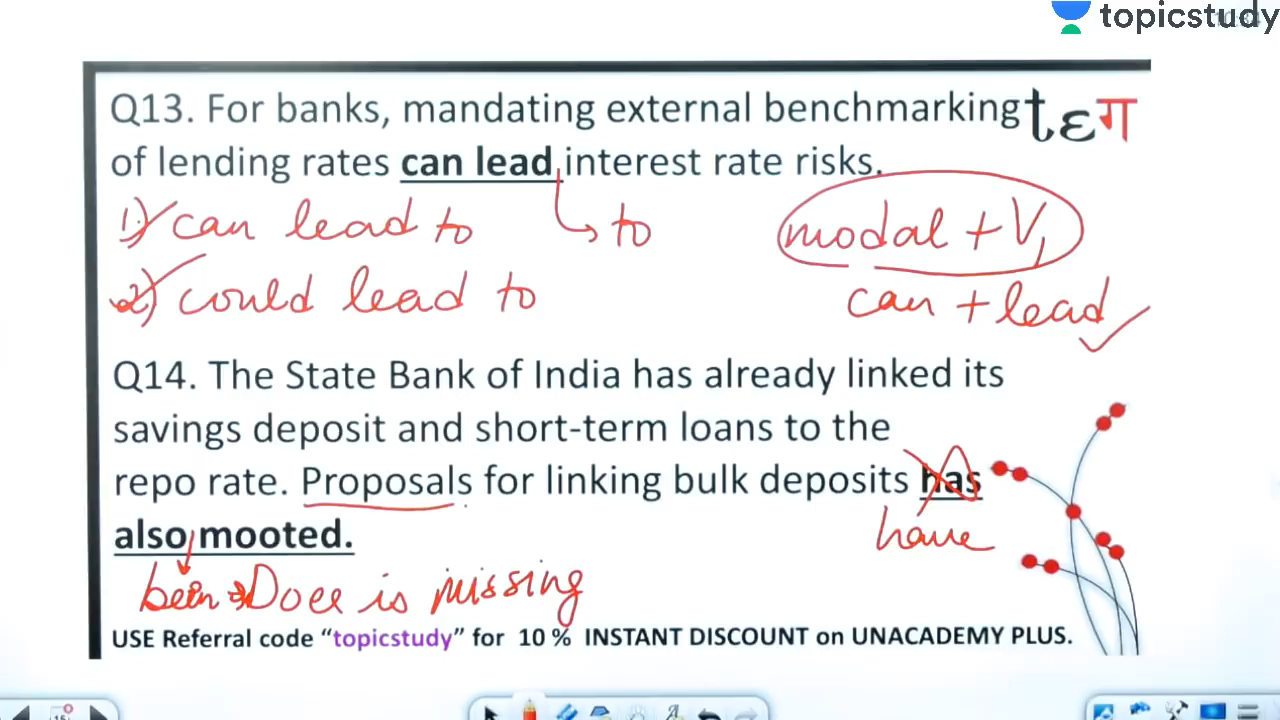 topicstudy
Q13. For banks, mandating external benchmarking
tεग
of lending rates can lead interest rate risks.
1) can lead to
to
modal + V1
2) could lead to
can + lead
Q14. The State Bank of India has already linked its
savings deposit and short-term loans to the
repo rate. Proposals for linking bulk deposits has
have
also mooted.
been → Doer is missing
USE Referral code “topicstudy” for 10 % INSTANT DISCOUNT on UNACADEMY PLUS.
15